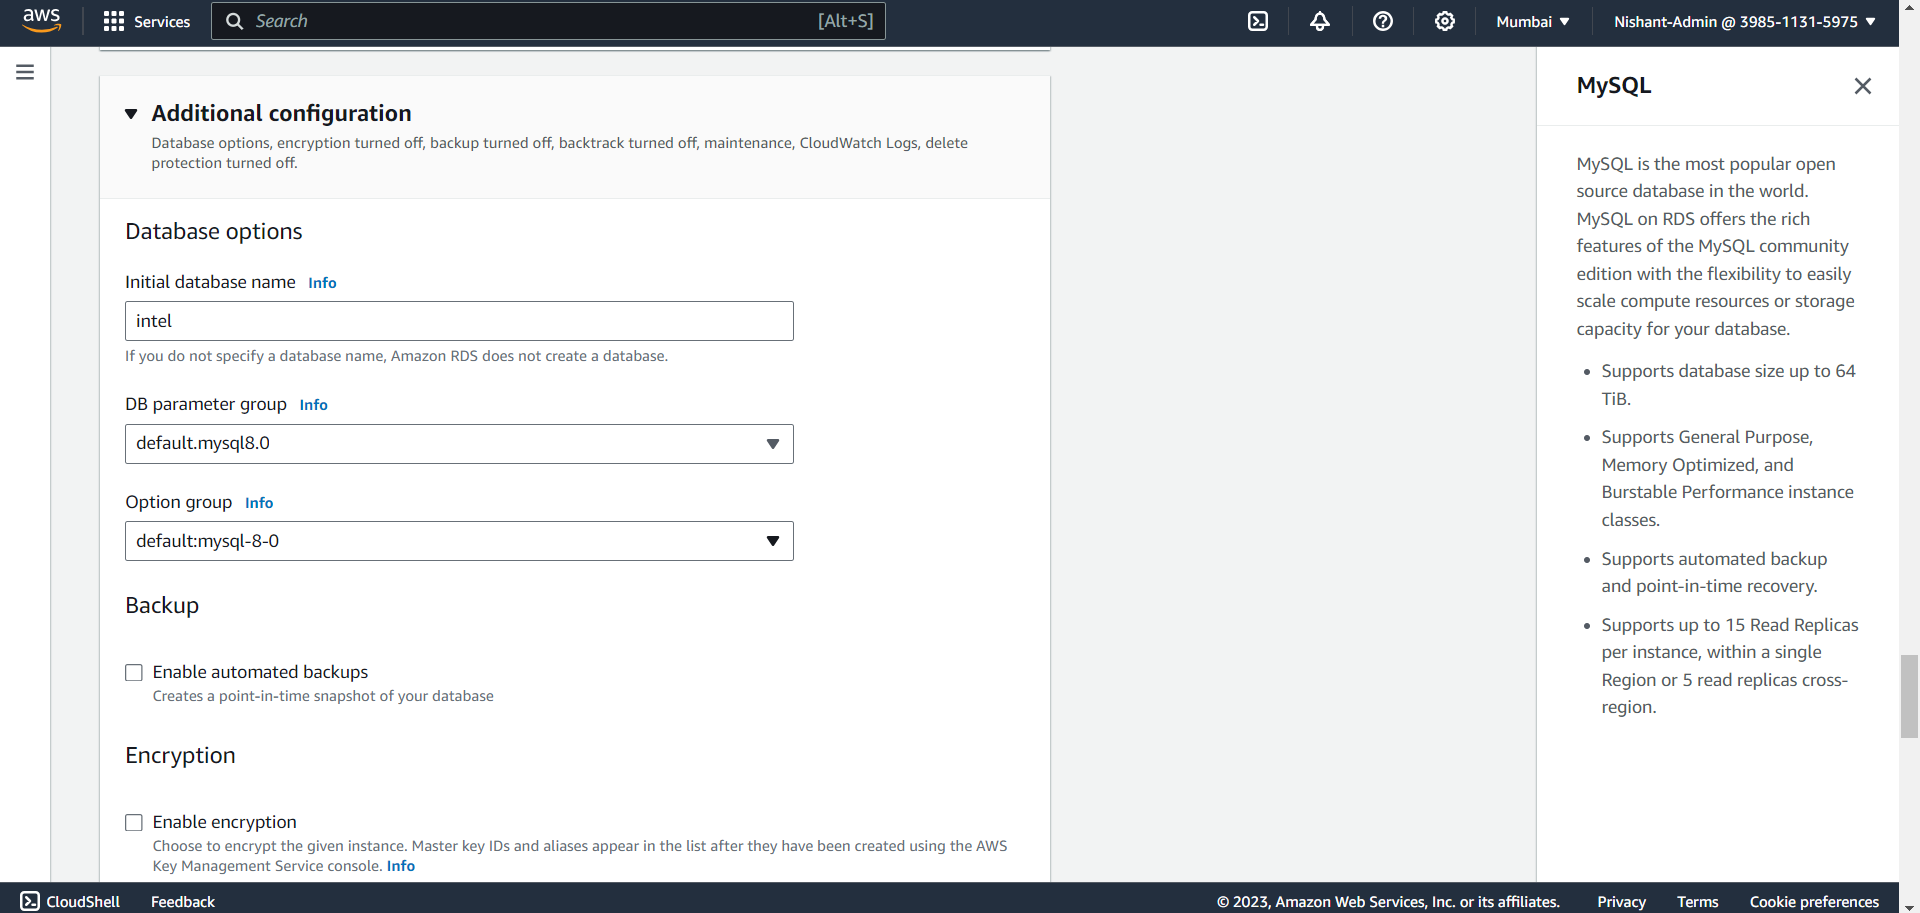 aws
Services
Search [Alt+S]
Mumbai ▼
Nishant-Admin @ 3985-1131-5975 ▼
Additional configuration
Database options, encryption turned off, backup turned off, backtrack turned off, maintenance, CloudWatch Logs, delete
protection turned off.
Database options
Initial database name Info
intel
If you do not specify a database name, Amazon RDS does not create a database.
DB parameter group Info
default.mysql8.0
Option group Info
default:mysql-8-0
Backup
Enable automated backups
Creates a point-in-time snapshot of your database
Encryption
Enable encryption
Choose to encrypt the given instance. Master key IDs and aliases appear in the list after they have been created using the AWS
Key Management Service console. Info
MySQL
MySQL is the most popular open
source database in the world.
MySQL on RDS offers the rich
features of the MySQL community
edition with the flexibility to easily
scale compute resources or storage
capacity for your database.
• Supports database size up to 64
TiB.
• Supports General Purpose,
Memory Optimized, and
Burstable Performance instance
classes.
• Supports automated backup
and point-in-time recovery.
• Supports up to 15 Read Replicas
per instance, within a single
Region or 5 read replicas cross-
region.
CloudShell Feedback © 2023, Amazon Web Services, Inc. or its affiliates. Privacy Terms Cookie preferences